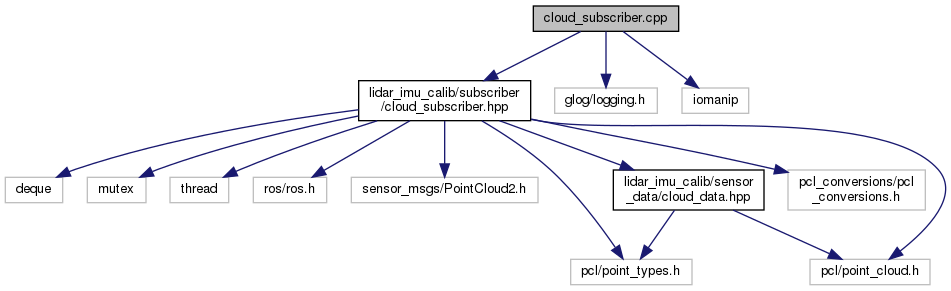 cloud_subscriber.cpp
lidar_imu_calib/subscriber
/cloud_subscriber.hpp
glog/logging.h
iomanip
deque
mutex
thread
ros/ros.h
sensor_msgs/PointCloud2.h
lidar_imu_calib/sensor
_data/cloud_data.hpp
pcl_conversions/pcl
_conversions.h
pcl/point_types.h
pcl/point_cloud.h